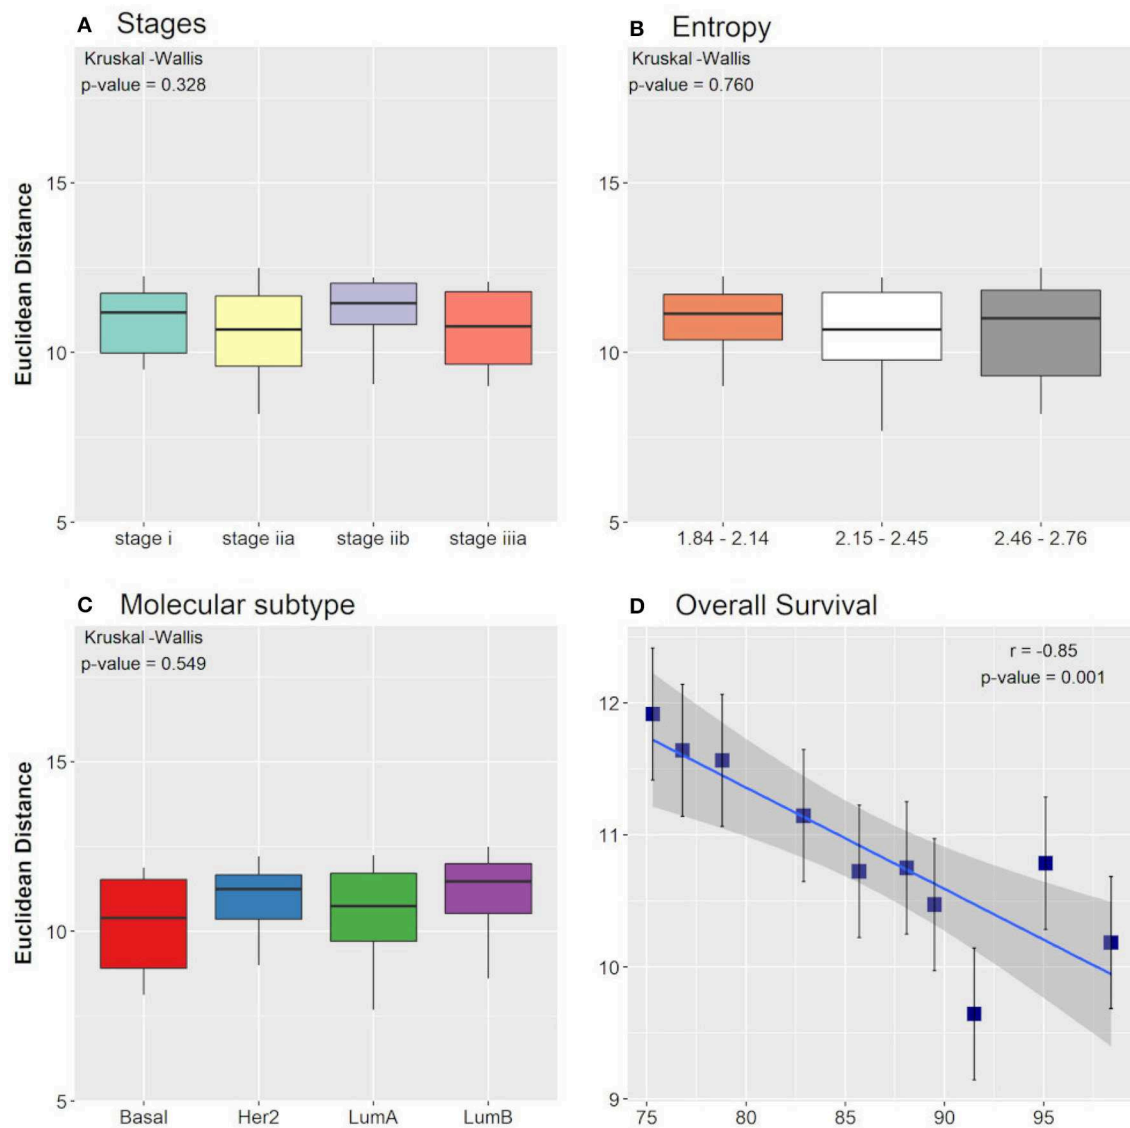 A Stages
Kruskal -Wallis
p-value = 0.328
Euclidean Distance
15
10
5
stage i stage iia stage iib stage iiia
B Entropy
Kruskal -Wallis
p-value = 0.760
15
10
5
1.84 - 2.14 2.15 - 2.45 2.46 - 2.76
C Molecular subtype
Kruskal -Wallis
p-value = 0.549
Euclidean Distance
15
10
5
Basal Her2 LumA LumB
D Overall Survival
r = -0.85
p-value = 0.001
12
11
10
9
75 80 85 90 95